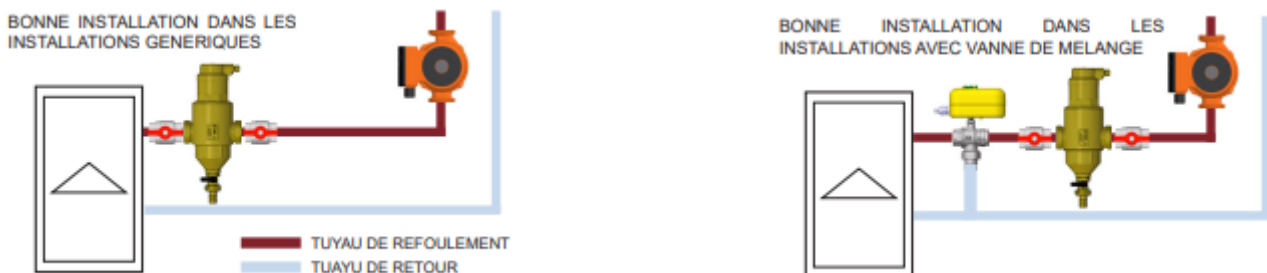 BONNE INSTALLATION DANS LES
INSTALLATIONS GENERIQUES
BONNE INSTALLATION DANS LES
INSTALLATIONS AVEC VANNE DE MELANGE
TUYAU DE REFOULEMENT
TUAYU DE RETOUR